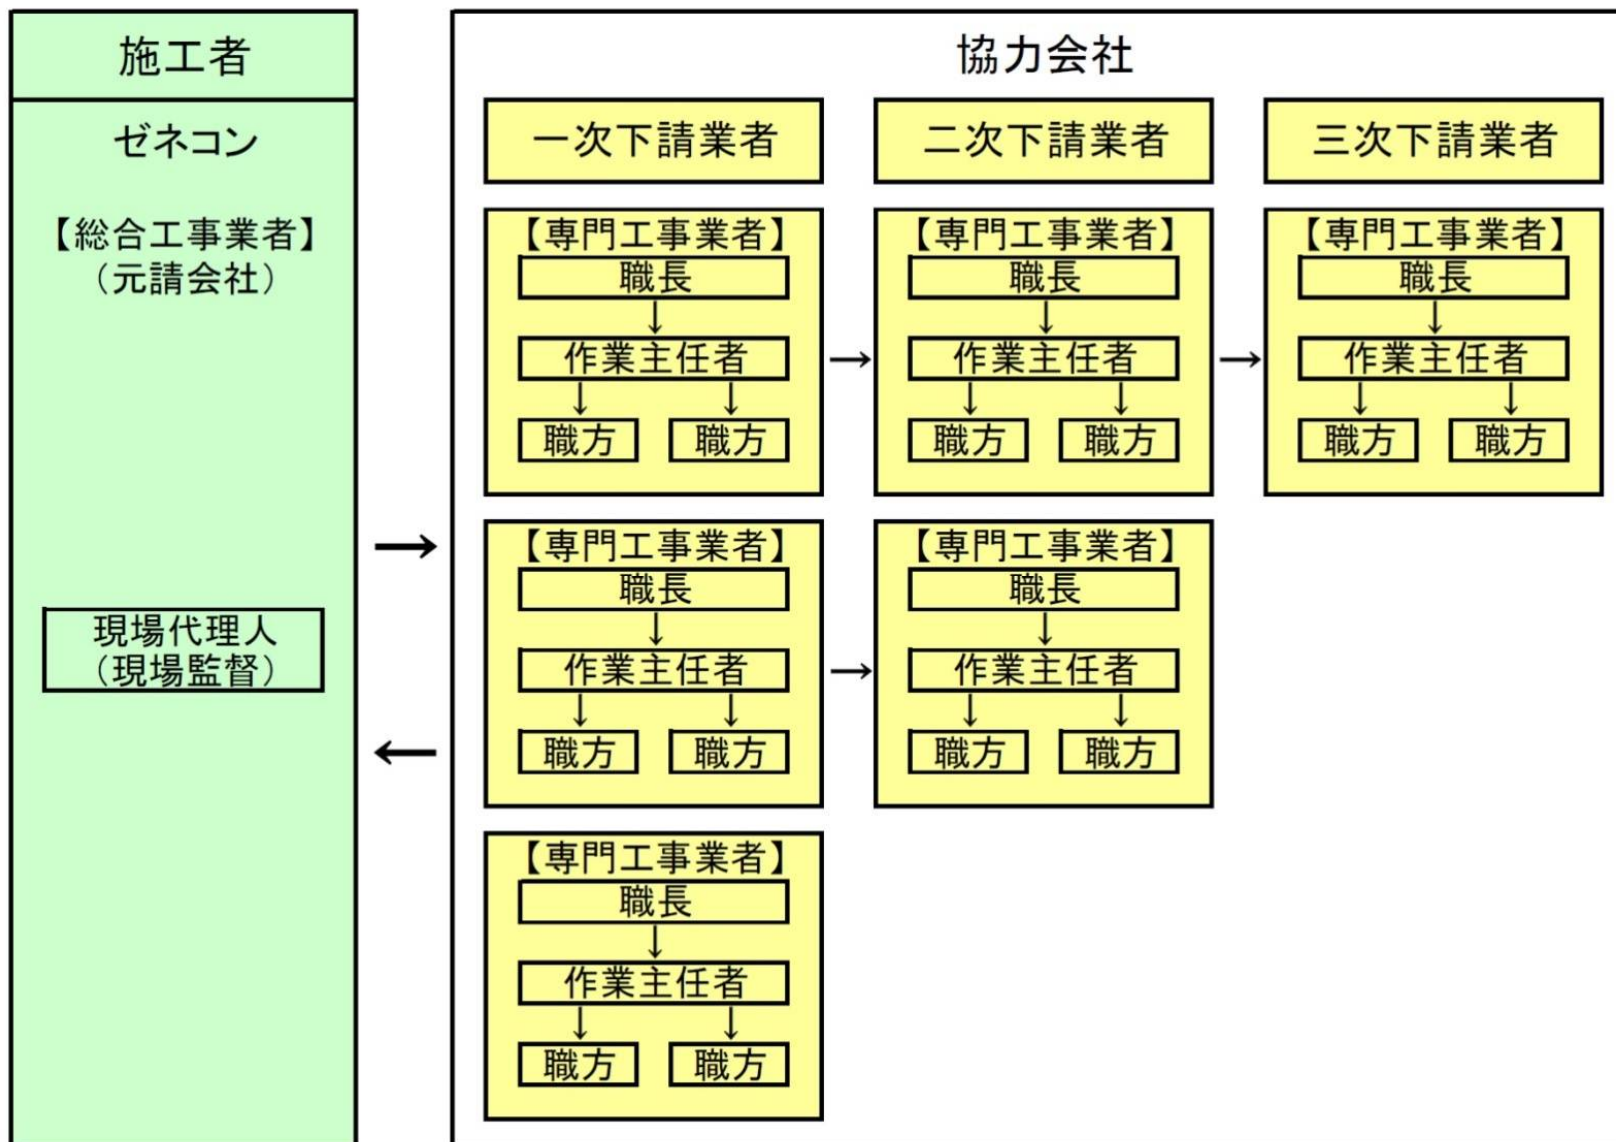 施工者
ゼネコン
【総合工事業者】
（元請会社）
現場代理人
（現場監督）
→
←
協力会社
一次下請業者
二次下請業者
三次下請業者
【専門工事業者】
職長
↓
作業主任者
↓ ↓
職方 職方
→
【専門工事業者】
職長
↓
作業主任者
↓ ↓
職方 職方
→
【専門工事業者】
職長
↓
作業主任者
↓ ↓
職方 職方
【専門工事業者】
職長
↓
作業主任者
↓ ↓
職方 職方
→
【専門工事業者】
職長
↓
作業主任者
↓ ↓
職方 職方
【専門工事業者】
職長
↓
作業主任者
↓ ↓
職方 職方